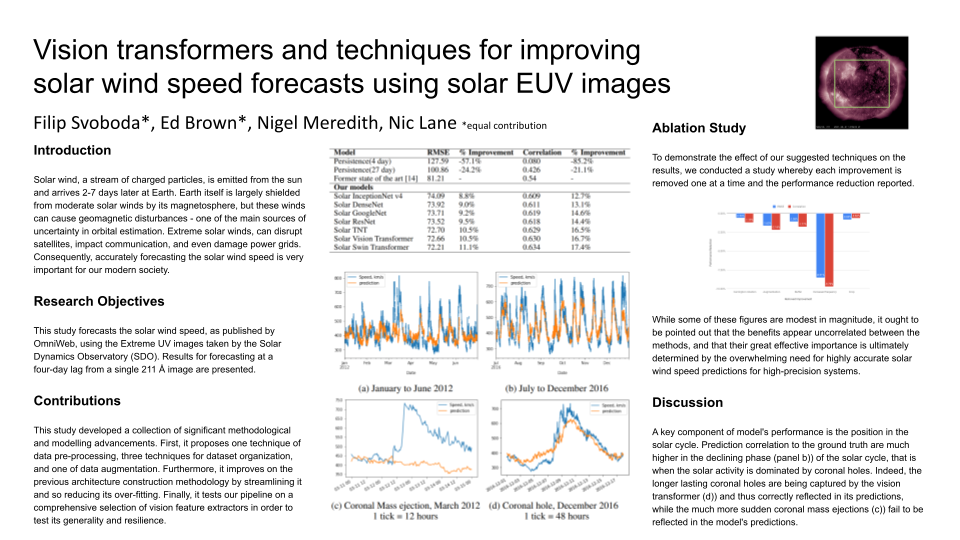 Vision transformers and techniques for improving
solar wind speed forecasts using solar EUV images
Filip Svoboda*, Ed Brown*, Nigel Meredith, Nic Lane *equal contribution
Introduction
Solar wind, a stream of charged particles, is emitted from the sun
and arrives 2-7 days later at Earth. Earth itself is largely shielded
from moderate solar winds by its magnetosphere, but these winds
can cause geomagnetic disturbances - one of the main sources of
uncertainty in orbital estimation. Extreme solar winds, can disrupt
satellites, impact communication, and even damage power grids.
Consequently, accurately forecasting the solar wind speed is very
important for our modern society.
Research Objectives
This study forecasts the solar wind speed, as published by
OmniWeb, using the Extreme UV images taken by the Solar
Dynamics Observatory (SDO). Results for forecasting at a
four-day lag from a single 211 Å image are presented.
Contributions
This study developed a collection of significant methodological
and modelling advancements. First, it proposes one technique of
data pre-processing, three techniques for dataset organization,
and one of data augmentation. Furthermore, it improves on the
previous architecture construction methodology by streamlining it
and so reducing its over-fitting. Finally, it tests our pipeline on a
comprehensive selection of vision feature extractors in order to
test its generality and resilience.
Model RMSE % Improvement Correlation % Improvement
Persistence(4 day) 127.59 -57.1% 0.080 -85.2%
Persistence(27 day) 100.86 -24.2% 0.426 -21.1%
Former state of the art [14] 81.21 - 0.54 -
Our models
Solar InceptionNet v4 74.09 8.8% 0.609 12.7%
Solar DenseNet 73.92 9.0% 0.611 13.1%
Solar GoogleNet 73.71 9.2% 0.619 14.6%
Solar ResNet 73.52 9.5% 0.618 14.4%
Solar TNT 72.70 10.5% 0.629 16.5%
Solar Vision Transformer 72.66 10.5% 0.630 16.7%
Solar Swin Transformer 72.21 11.1% 0.634 17.4%
Speed, km/s
prediction
Date
(a) January to June 2012
Speed, km/s
prediction
Date
(b) July to December 2016
Speed, km/s
prediction
(c) Coronal Mass ejection, March 2012
1 tick = 12 hours
Speed, km/s
prediction
(d) Coronal hole, December 2016
1 tick = 48 hours
Ablation Study
To demonstrate the effect of our suggested techniques on the
results, we conducted a study whereby each improvement is
removed one at a time and the performance reduction reported.
While some of these figures are modest in magnitude, it ought to
be pointed out that the benefits appear uncorrelated between the
methods, and that their great effective importance is ultimately
determined by the overwhelming need for highly accurate solar
wind speed predictions for high-precision systems.
Discussion
A key component of model's performance is the position in the
solar cycle. Prediction correlation to the ground truth are much
higher in the declining phase (panel b)) of the solar cycle, that is
when the solar activity is dominated by coronal holes. Indeed, the
longer lasting coronal holes are being captured by the vision
transformer (d)) and thus correctly reflected in its predictions,
while the much more sudden coronal mass ejections (c)) fail to be
reflected in the model's predictions.